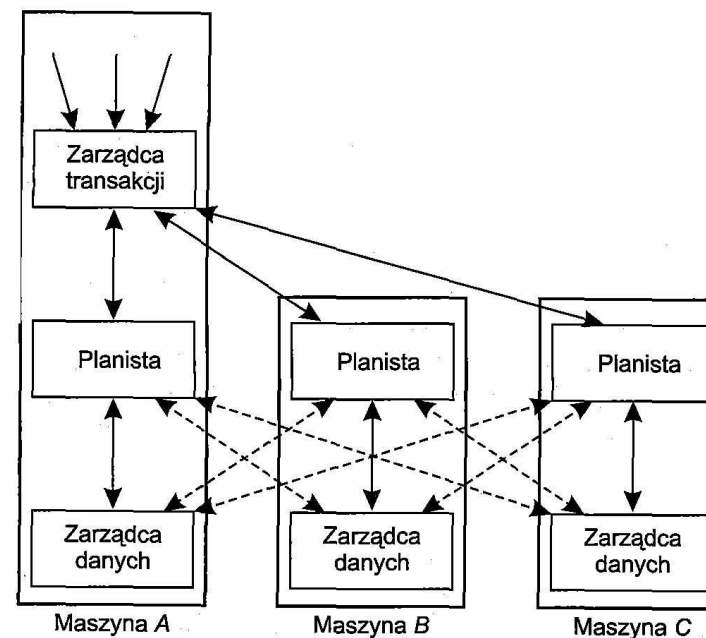 Zarządca
transakcji
Planista
Planista
Planista
Zarządca
danych
Zarządca
danych
Zarządca
danych
Maszyna A
Maszyna B
Maszyna C